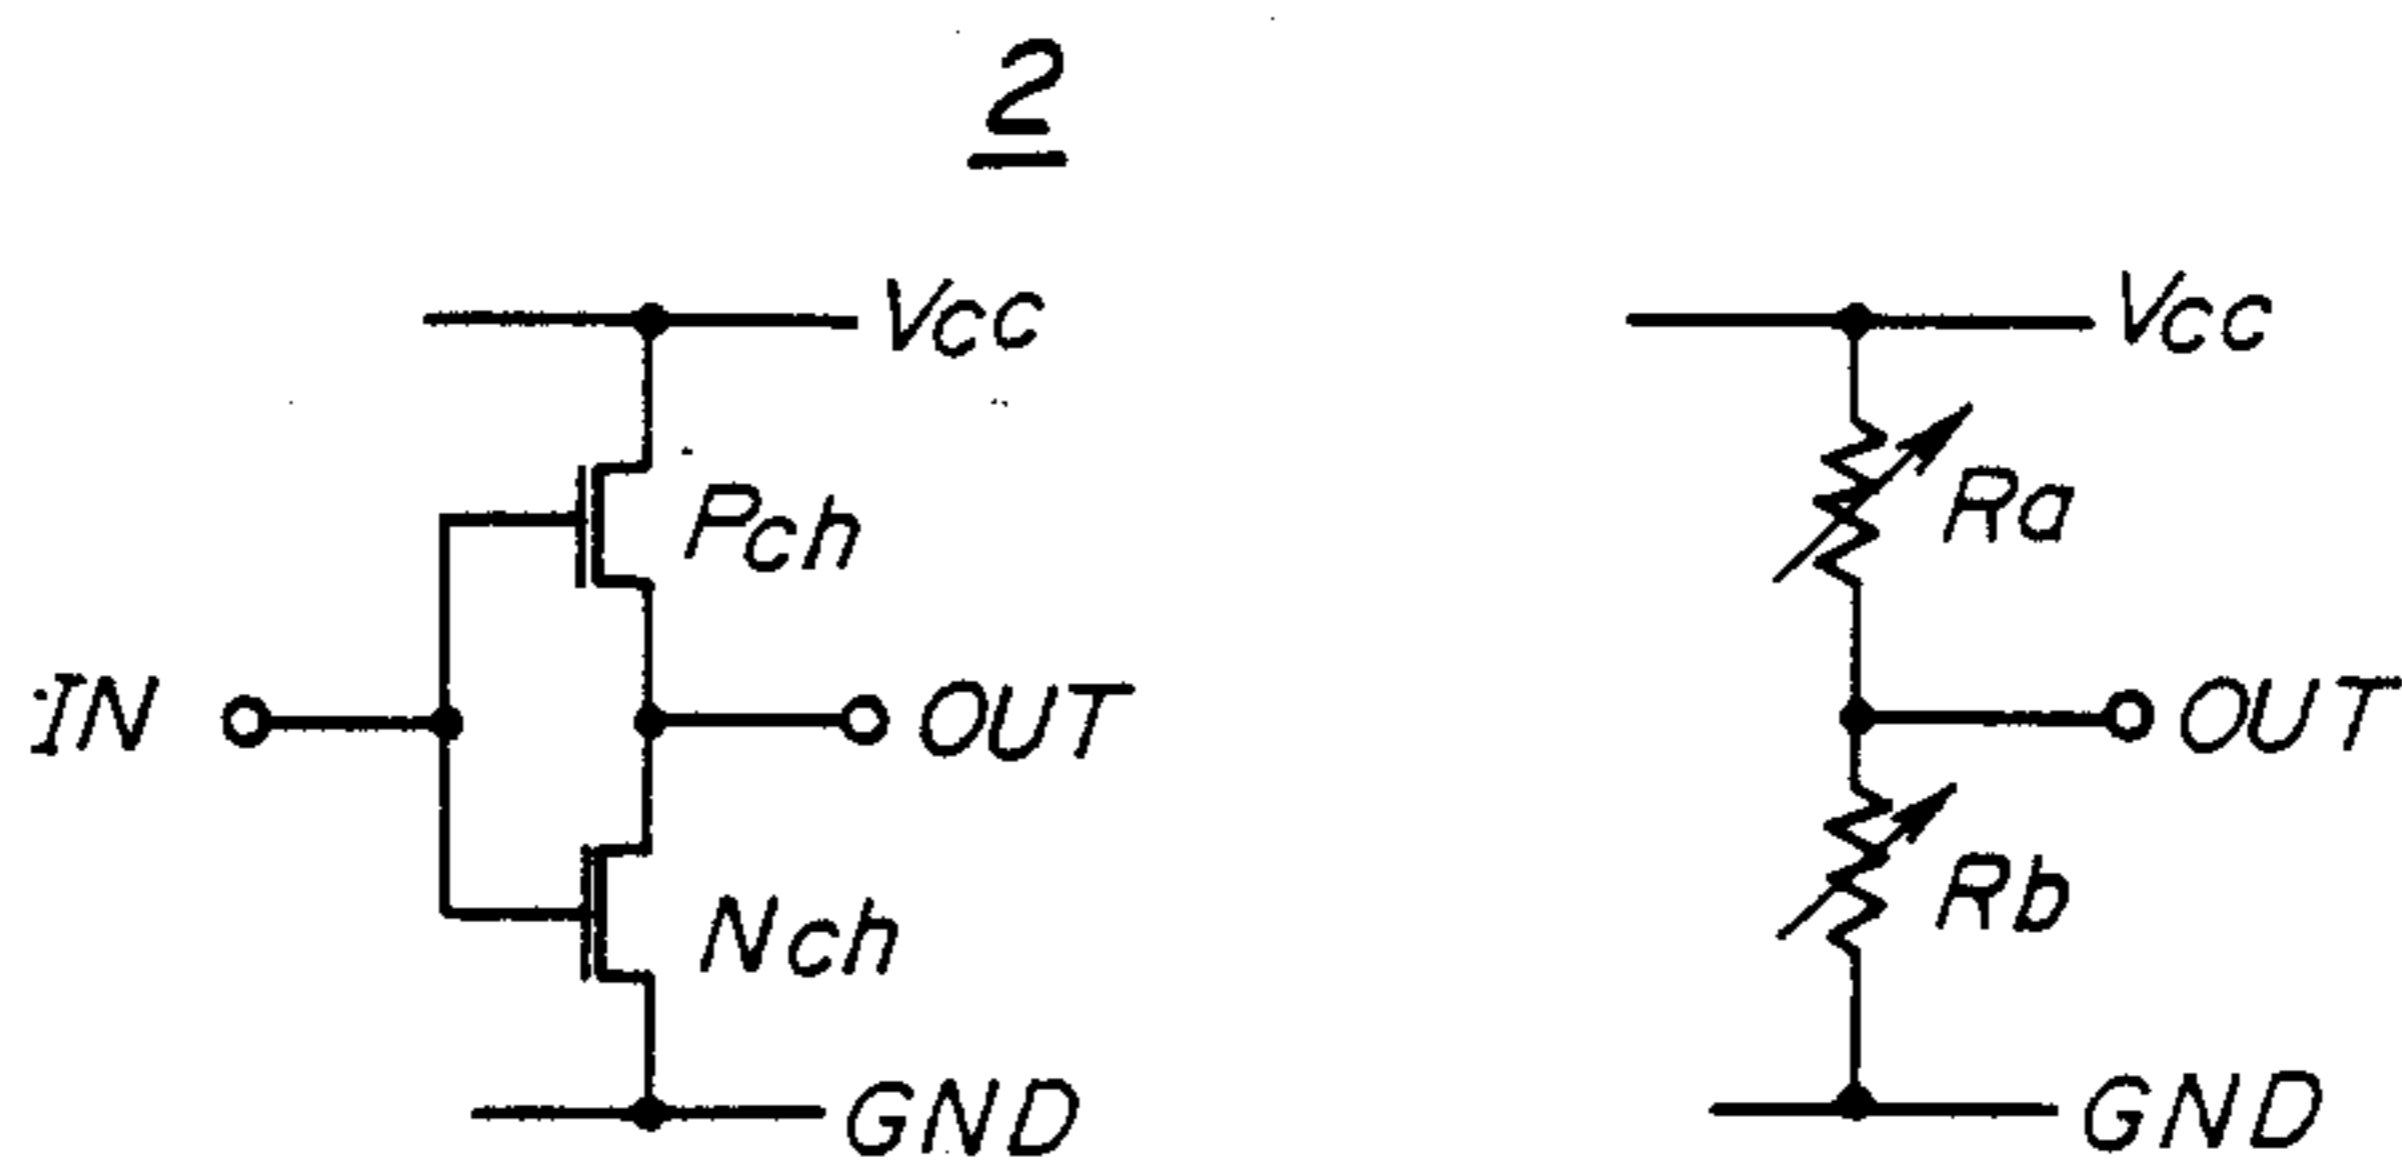 2
Vcc
Pch
IN
OUT
Nch
GND
Vcc
Ra
OUT
Rb
GND